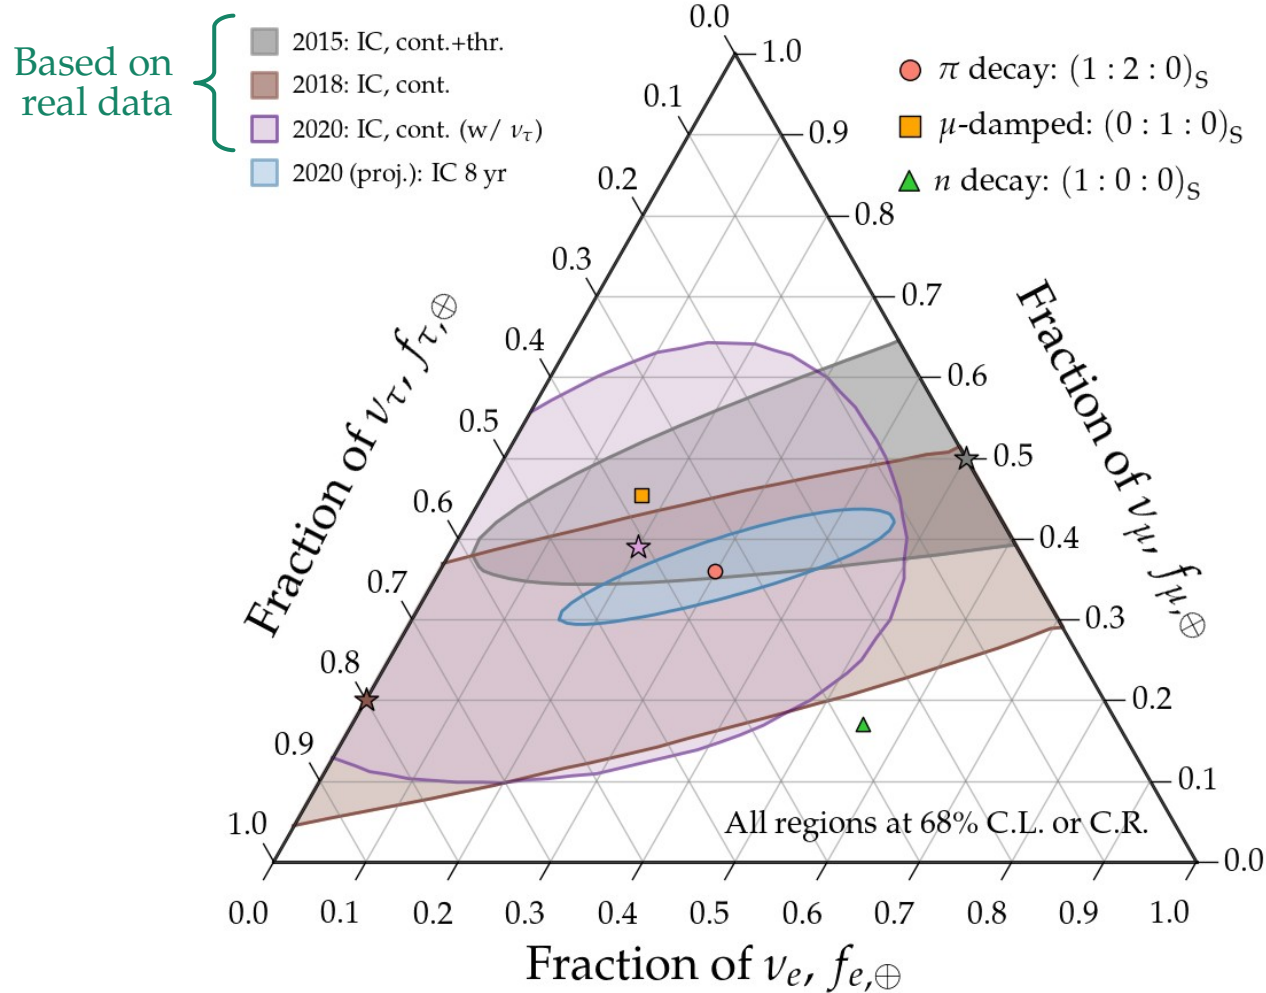 Based on
real data
2015: IC, cont.+thr.
2018: IC, cont.
2020: IC, cont. (w/ ντ)
2020 (proj.): IC 8 yr
π decay: (1 : 2 : 0)S
μ-damped: (0 : 1 : 0)S
n decay: (1 : 0 : 0)S
Fraction of ντ, fτ,⊗
0.0
0.1
0.2
0.3
0.4
0.5
0.6
0.7
0.8
0.9
1.0
1.0
0.9
0.8
0.7
0.6
0.5
0.4
0.3
0.2
0.1
0.0
Fraction of νμ, fμ,⊗
All regions at 68% C.L. or C.R.
0.0 0.1 0.2 0.3 0.4 0.5 0.6 0.7 0.8 0.9 1.0
Fraction of νe, fe,⊕